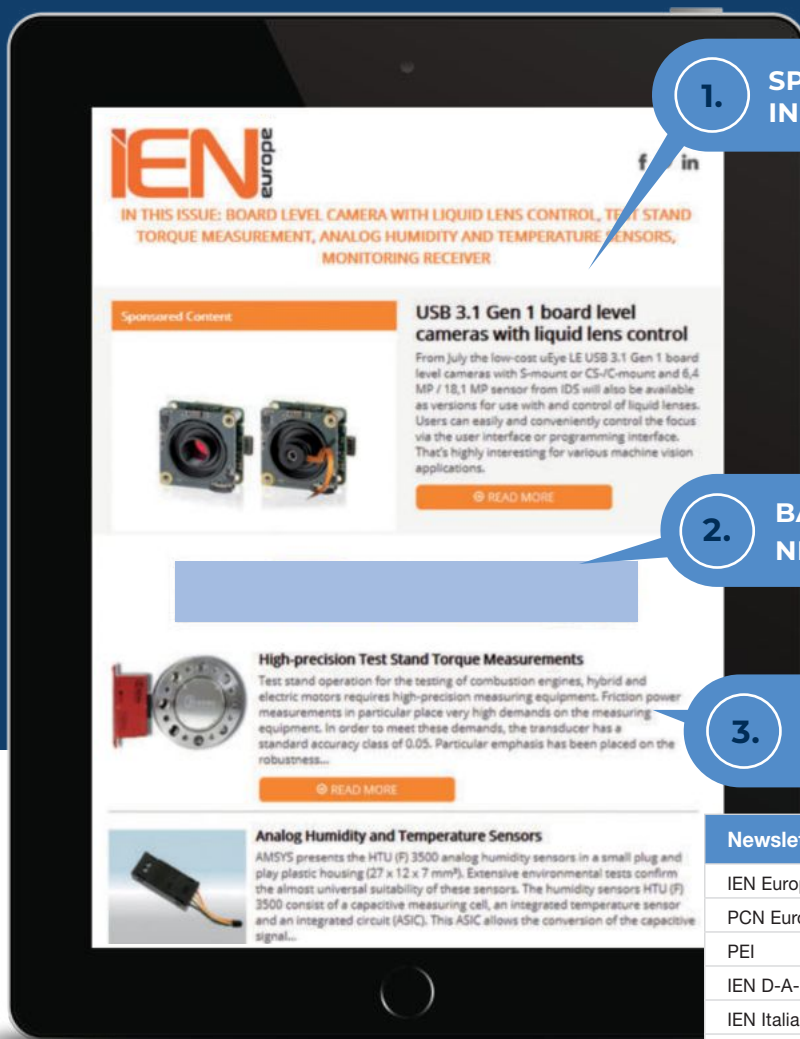 1.
SP
IN
IEN europe
f in
IN THIS ISSUE: BOARD LEVEL CAMERA WITH LIQUID LENS CONTROL, TEST STAND
TORQUE MEASUREMENT, ANALOG HUMIDITY AND TEMPERATURE SENSORS,
MONITORING RECEIVER
Sponsored Content
USB 3.1 Gen 1 board level
cameras with liquid lens control
From July the low-cost uEye LE USB 3.1 Gen 1 board
level cameras with S-mount or CS-/C-mount and 6,4
MP / 18,1 MP sensor from IDS will also be available
as versions for use with and control of liquid lenses.
Users can easily and conveniently control the focus
via the user interface or programming interface.
That's highly interesting for various machine vision
applications.
READ MORE
2.
BA
NE
High-precision Test Stand Torque Measurements
Test stand operation for the testing of combustion engines, hybrid and
electric motors requires high-precision measuring equipment. Friction power
measurements in particular place very high demands on the measuring
equipment. In order to meet these demands, the transducer has a
standard accuracy class of 0.05. Particular emphasis has been placed on the
robustness...
READ MORE
3.
Analog Humidity and Temperature Sensors
AMSYS presents the HTU (F) 3500 analog humidity sensors in a small plug and
play plastic housing (27 x 12 x 7 mm³). Extensive environmental tests confirm
the almost universal suitability of these sensors. The humidity sensors HTU (F)
3500 consist of a capacitive measuring cell, an integrated temperature sensor
and an integrated circuit (ASIC). This ASIC allows the conversion of the capacitive
signal...
Newslet
IEN Europ
PCN Euro
PEI
IEN D-A-
IEN Italia